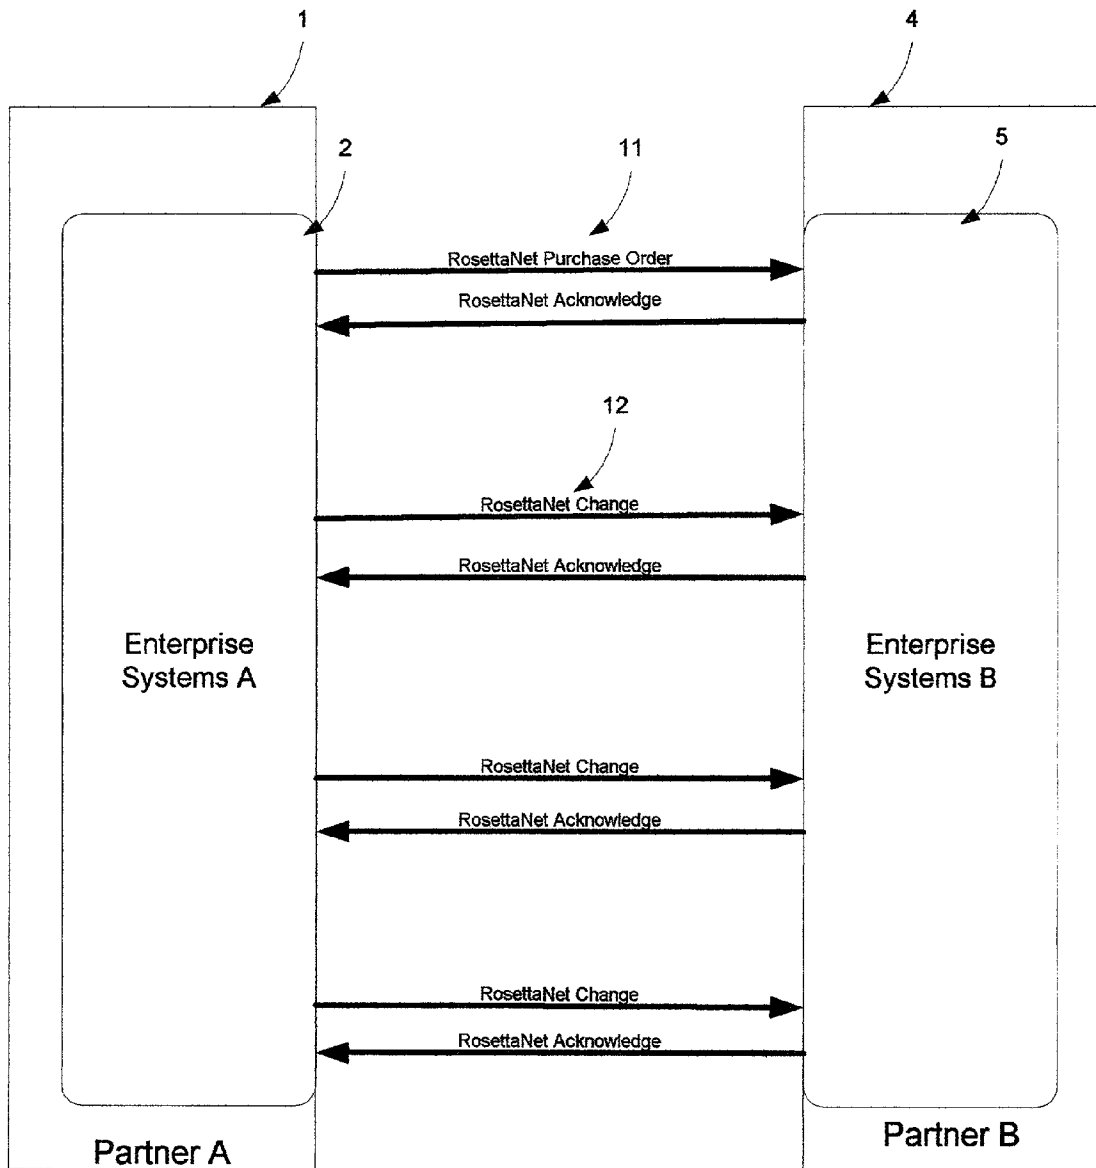 1
4
2
11
5
RosettaNet Purchase Order
RosettaNet Acknowledge
12
RosettaNet Change
RosettaNet Acknowledge
Enterprise
Systems A
Enterprise
Systems B
RosettaNet Change
RosettaNet Acknowledge
RosettaNet Change
RosettaNet Acknowledge
Partner A
Partner B